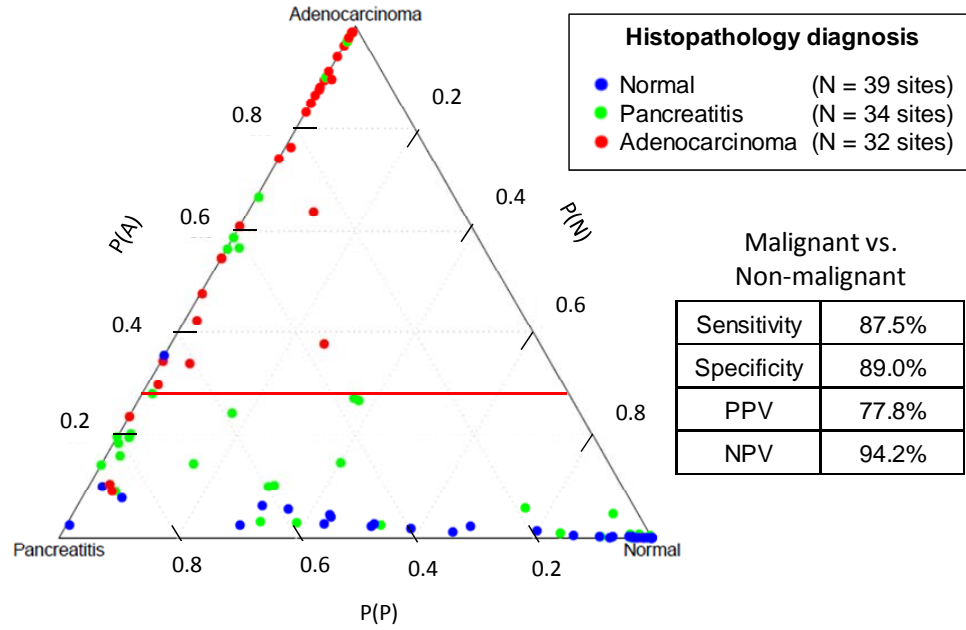 Adenocarcinoma
Histopathology diagnosis
Normal (N = 39 sites)
Pancreatitis (N = 34 sites)
Adenocarcinoma (N = 32 sites)
0.2
0.8
0.4
0.6
P(A)
P(N)
0.4
0.6
0.2
0.8
Malignant vs.
Non-malignant
Sensitivity 87.5%
Specificity 89.0%
PPV 77.8%
NPV 94.2%
Pancreatitis
Normal
0.8
0.6
0.4
0.2
P(P)